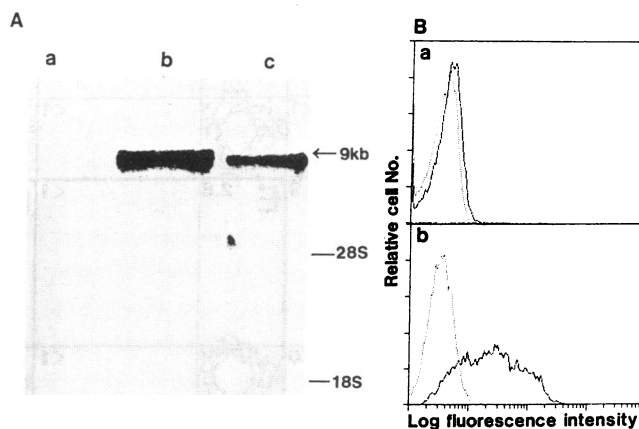 A
a
b
c
←9kb
—28S
—18S
B
a
b
Relative cell No.
Log fluorescence intensity